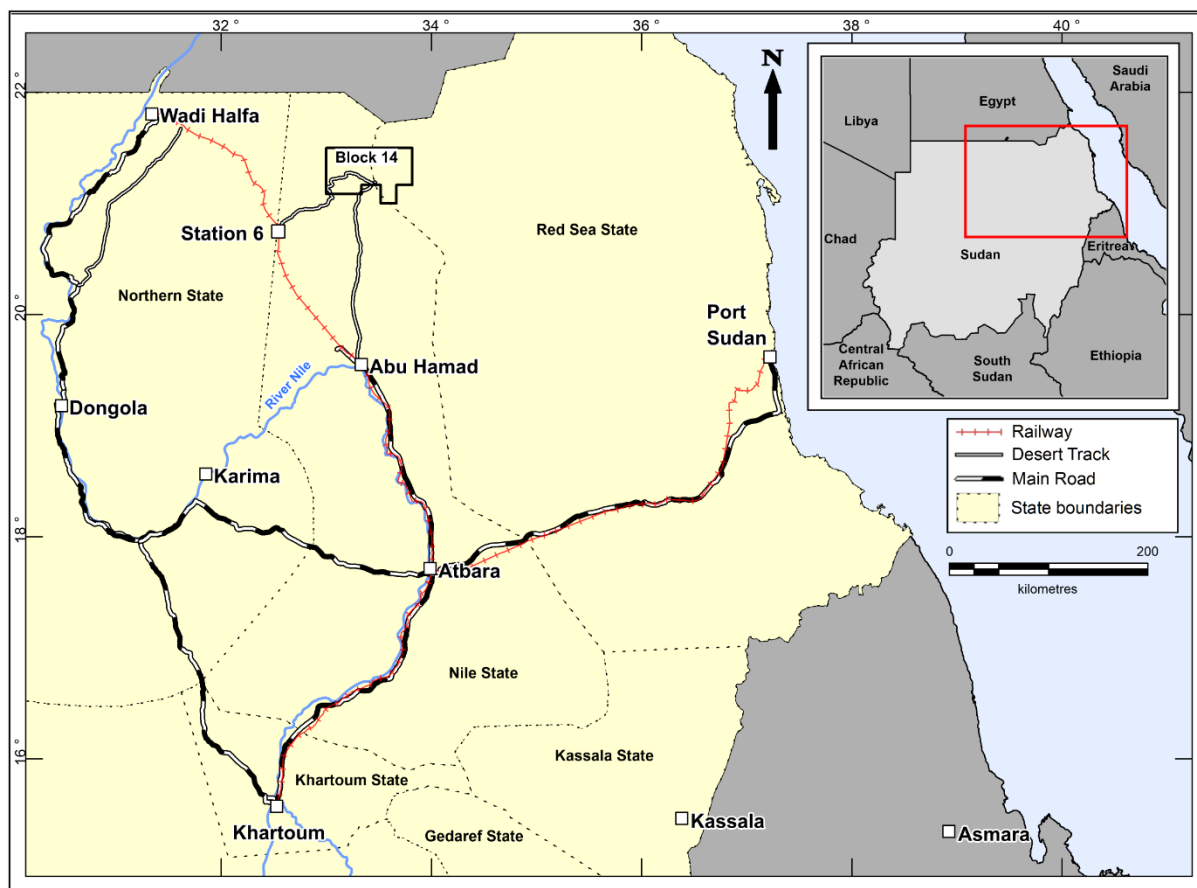 32°
34°
36°
38°
40°
22°
20°
18°
16°
Wadi Halfa
Block 14
Station 6
Red Sea State
Northern State
Port
Sudan
Abu Hamad
River Nile
Dongola
Karima
Atbara
Nile State
Kassala State
Khartoum State
Khartoum
Gedaref State
Kassala
Asmara
N
Saudi
Arabia
Egypt
Libya
Chad
Sudan
Eritrea
Ethiopia
Central
African
Republic
South
Sudan
Railway
Desert Track
Main Road
State boundaries
0
200
kilometres